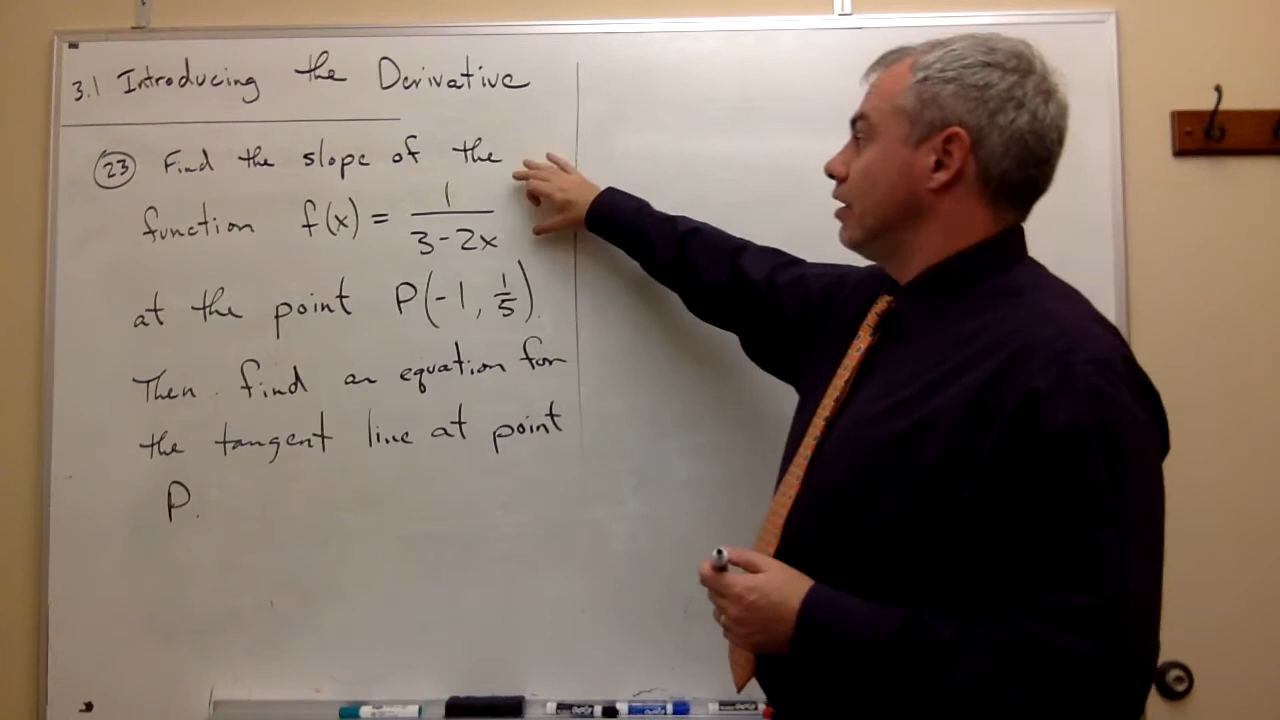 3.1 Introducing the Derivative
23 Find the slope of the
function f(x) = 1/(3-2x)
at the point P(-1, 1/5).
Then find an equation for
the tangent line at point
P.